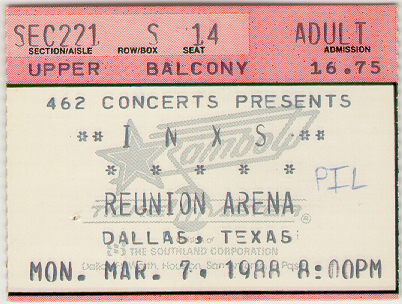 SEC221 S 14 ADULT
SECTION/AISLE ROW/BOX SEAT ADMISSION
UPPER BALCONY 16.75
462 CONCERTS PRESENTS
** I N X S **
* * * * *
REUNION ARENA
PIL
DALLAS, TEXAS
THE SOUTHLAND CORPORATION
MON. MAR. 7, 1988 8:00PM